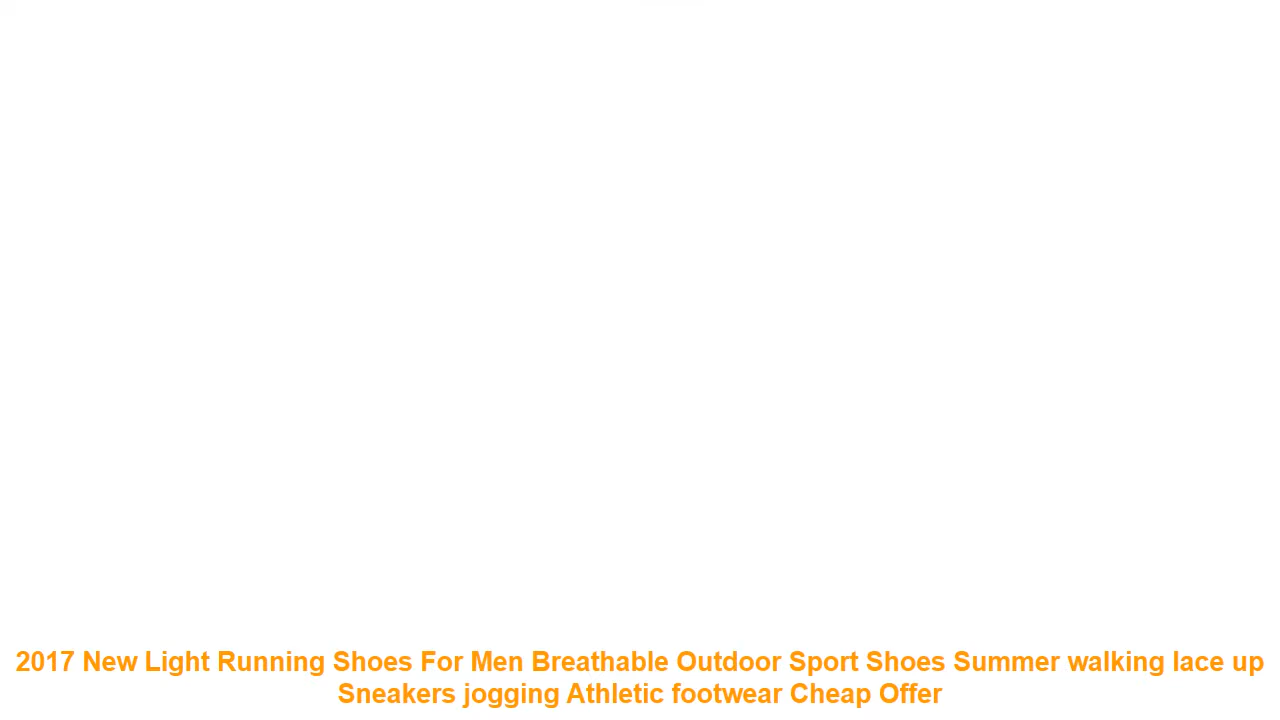 2017 New Light Running Shoes For Men Breathable Outdoor Sport Shoes Summer walking lace up
Sneakers jogging Athletic footwear Cheap Offer